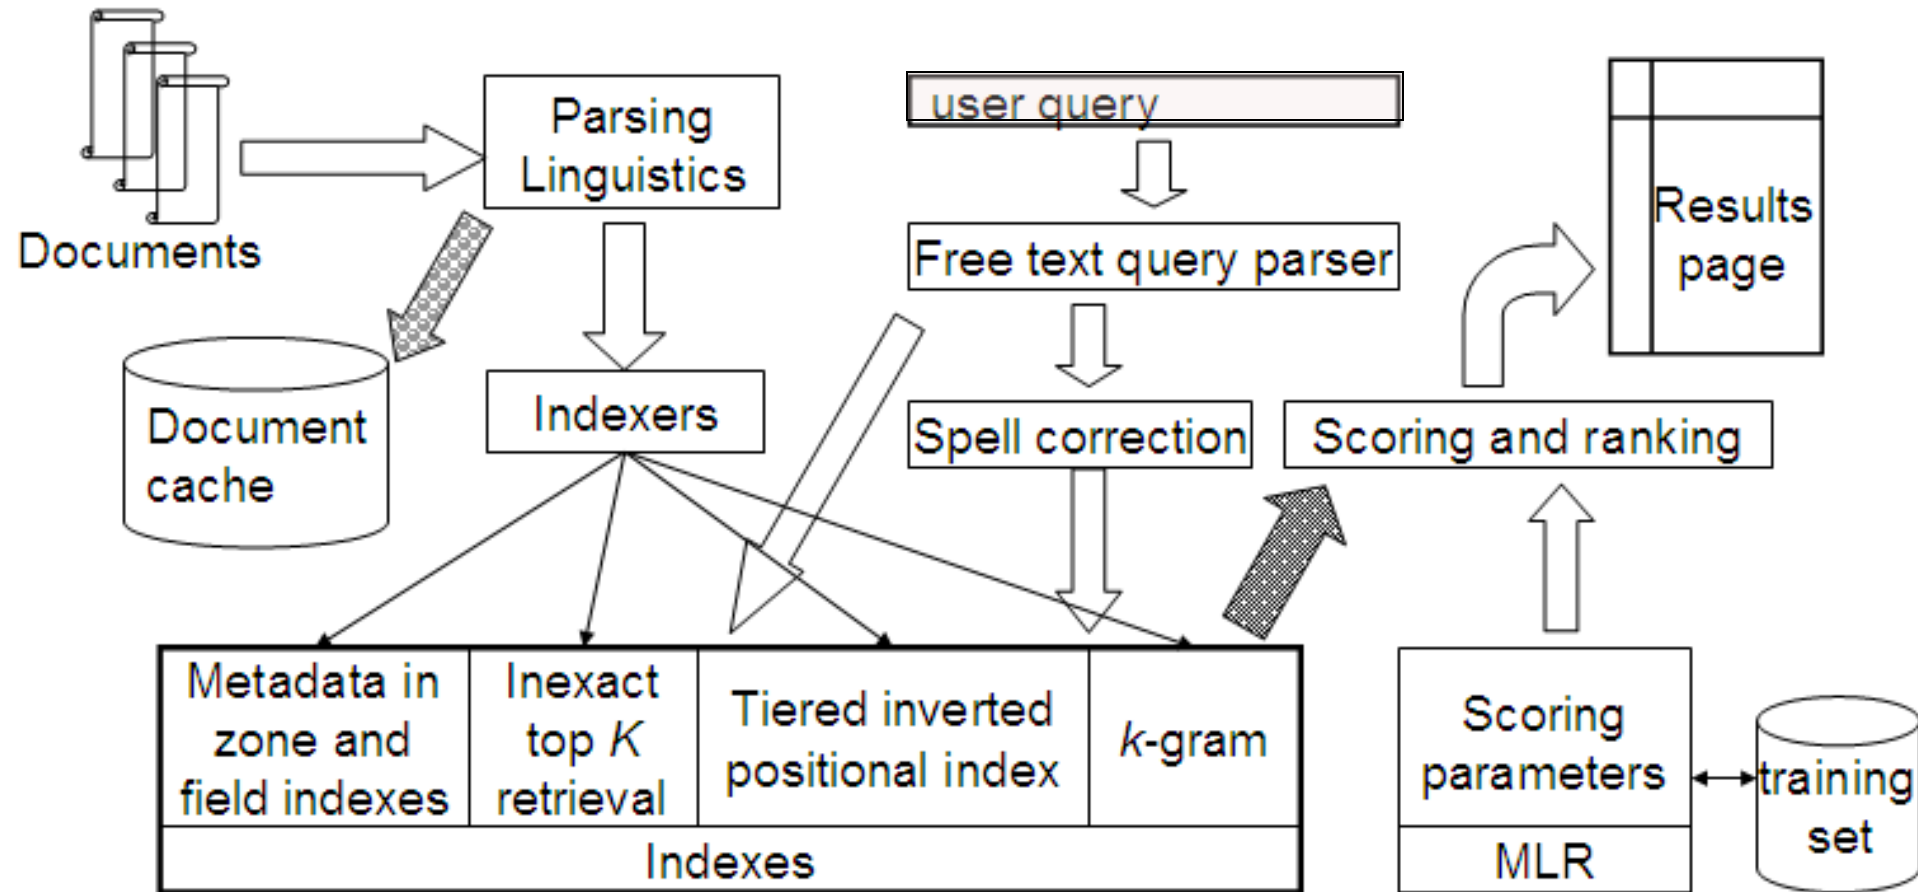 Documents
Parsing
Linguistics
user query
Results
page
Free text query parser
Document
cache
Indexers
Spell correction
Scoring and ranking
Metadata in
zone and
field indexes
Inexact
top K
retrieval
Tiered inverted
positional index
k-gram
Indexes
Scoring
parameters
MLR
training
set